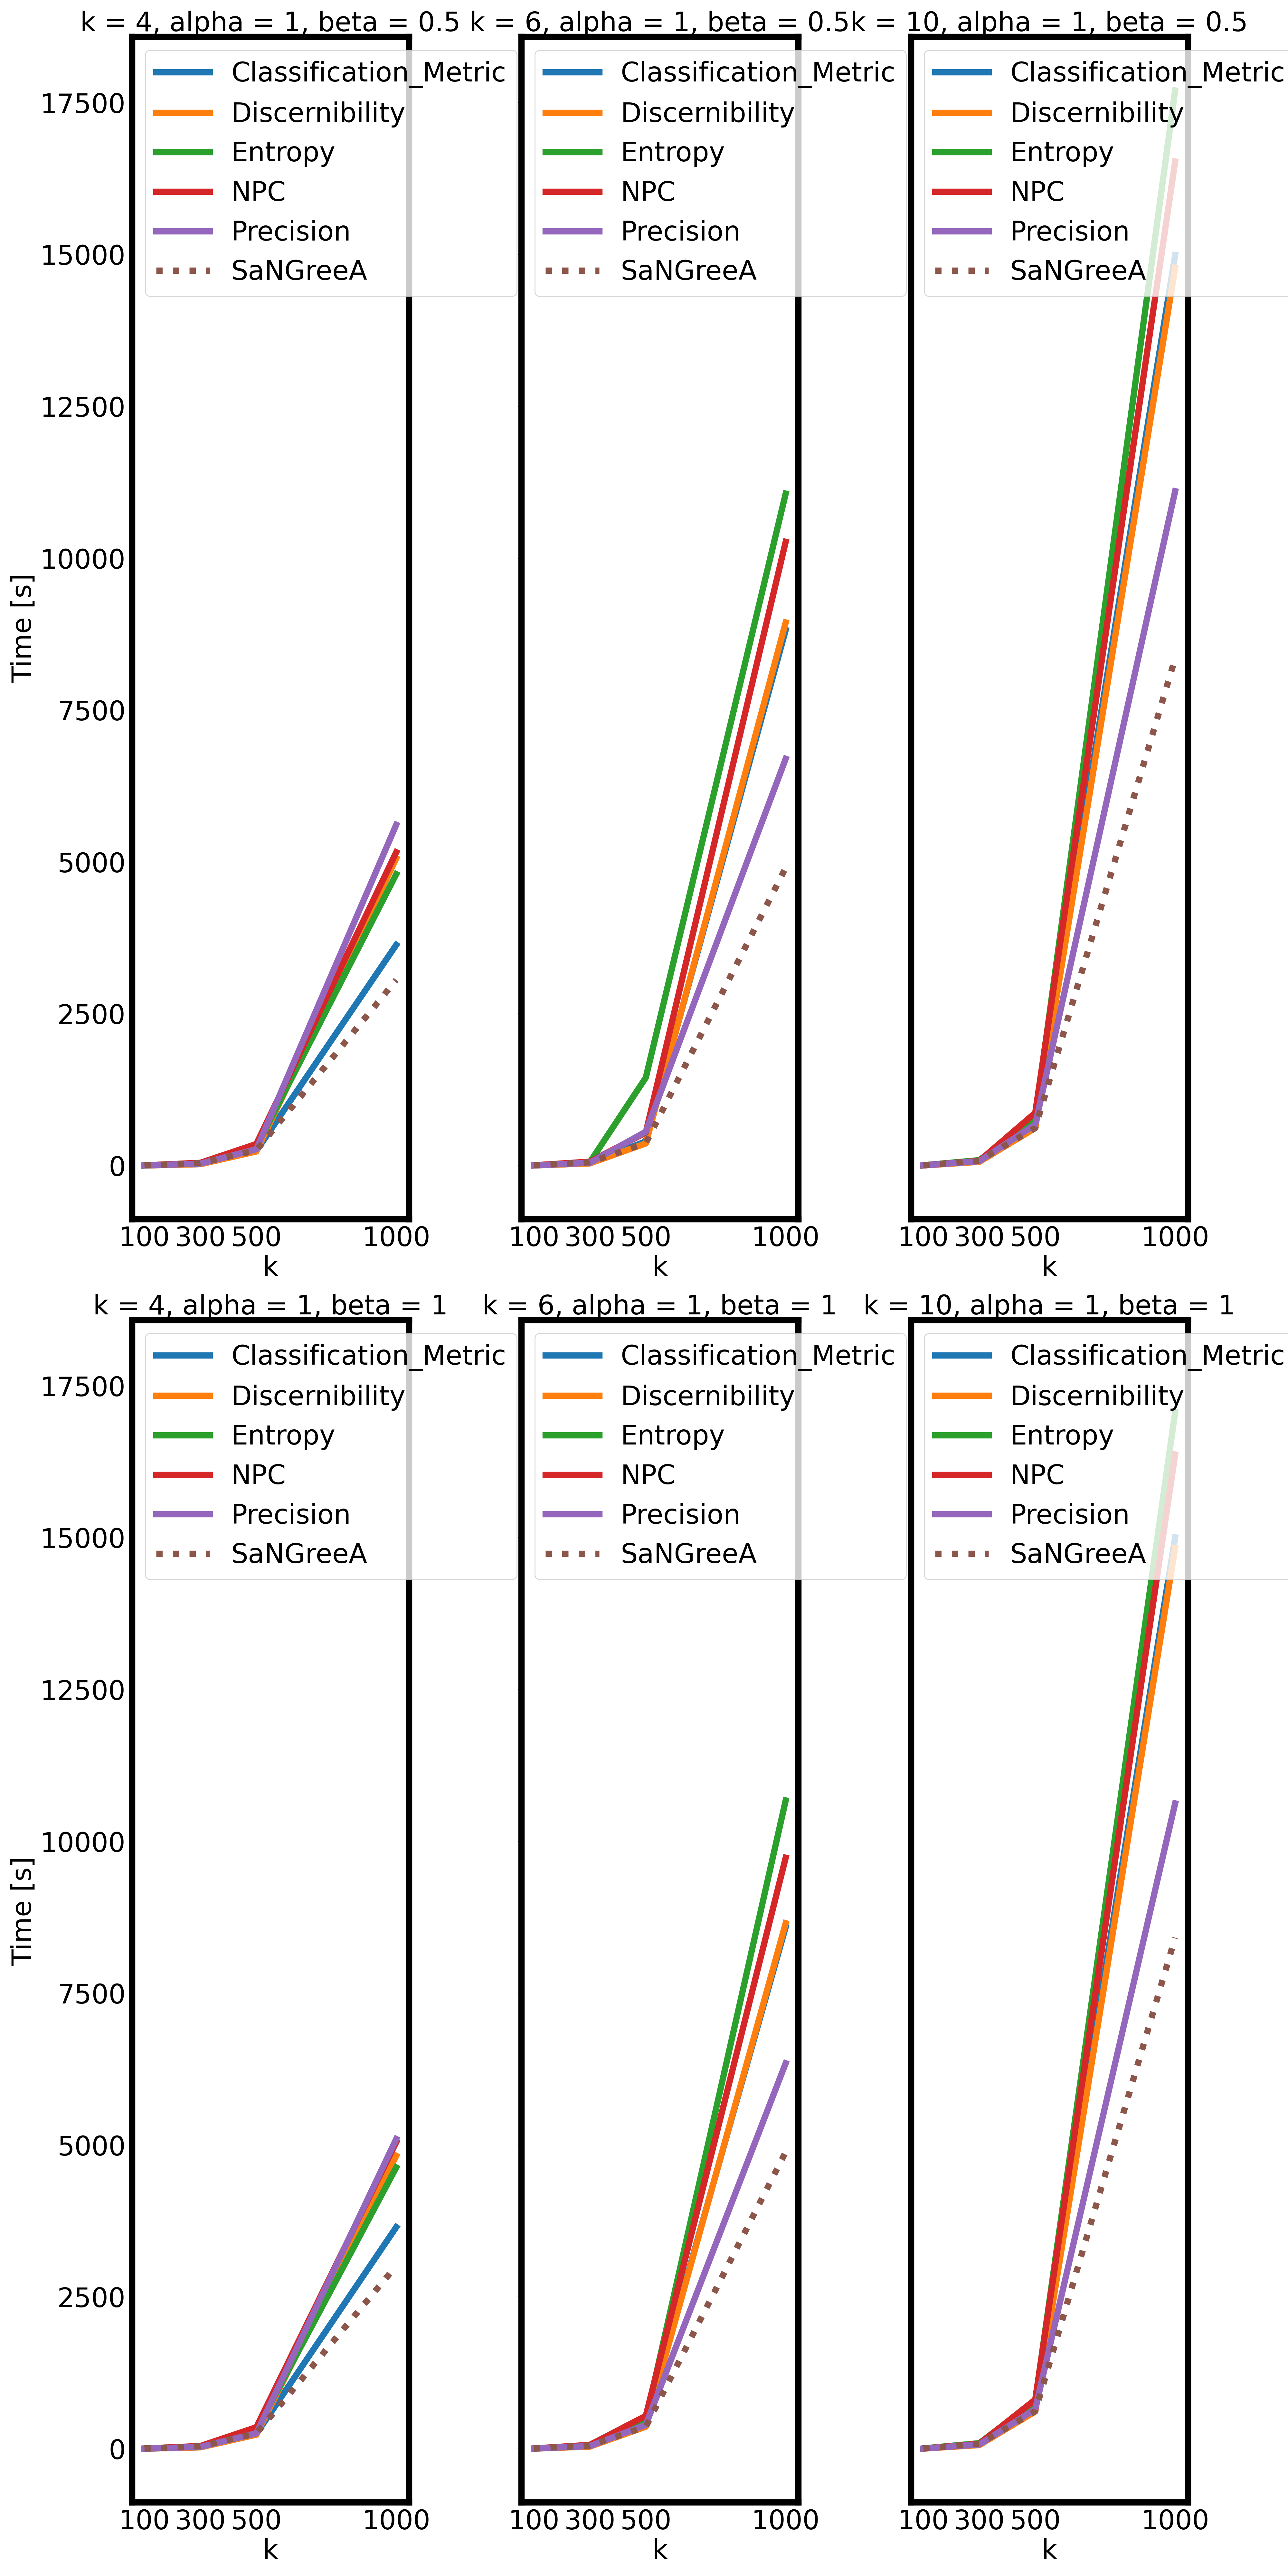 k = 4, alpha = 1, beta = 0.5
k = 6, alpha = 1, beta = 0.5
k = 10, alpha = 1, beta = 0.5
Time [s]
17500
15000
12500
10000
7500
5000
2500
0
Classification_Metric
Discernibility
Entropy
NPC
Precision
SaNGreeA
100 300 500 1000
k
Classification_Metric
Discernibility
Entropy
NPC
Precision
SaNGreeA
100 300 500 1000
k
Classification_Metric
Discernibility
Entropy
NPC
Precision
SaNGreeA
100 300 500 1000
k
k = 4, alpha = 1, beta = 1
k = 6, alpha = 1, beta = 1
k = 10, alpha = 1, beta = 1
Time [s]
17500
15000
12500
10000
7500
5000
2500
0
Classification_Metric
Discernibility
Entropy
NPC
Precision
SaNGreeA
100 300 500 1000
k
Classification_Metric
Discernibility
Entropy
NPC
Precision
SaNGreeA
100 300 500 1000
k
Classification_Metric
Discernibility
Entropy
NPC
Precision
SaNGreeA
100 300 500 1000
k